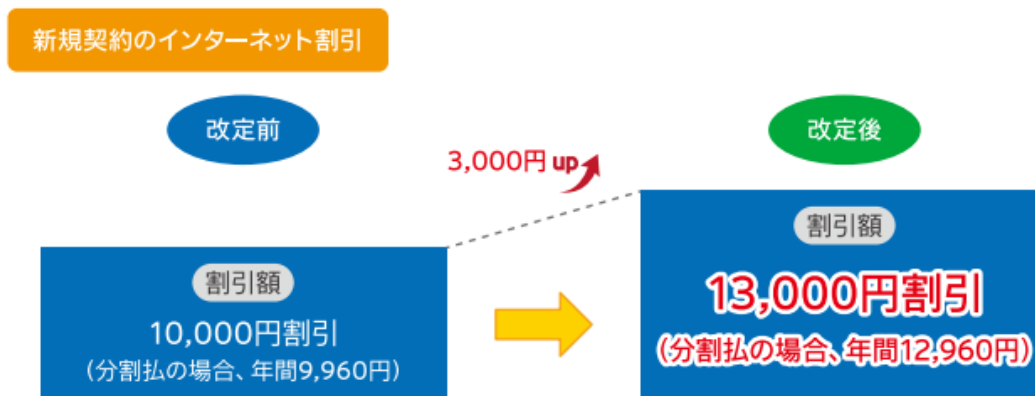 新規契約のインターネット割引
改定前
改定後
3,000円 up
割引額
10,000円割引
(分割払の場合、年間9,960円)
割引額
13,000円割引
(分割払の場合、年間12,960円)